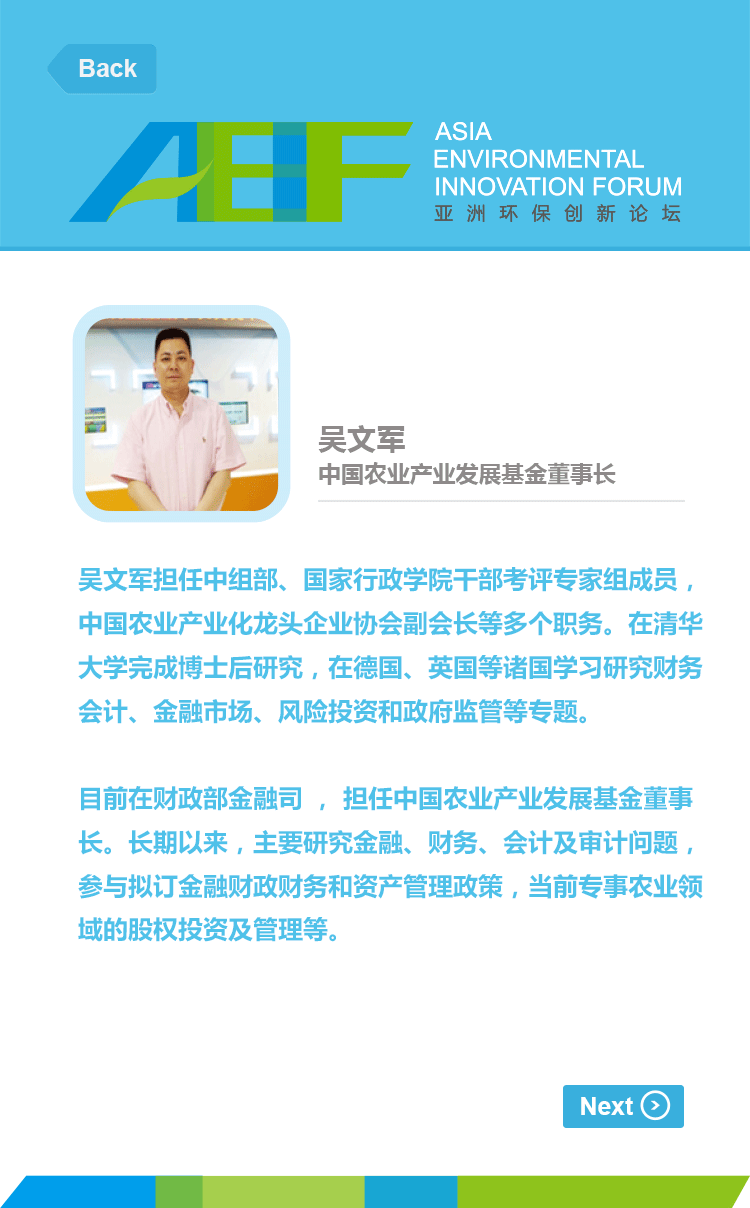 Back
AEIF
ASIA
ENVIRONMENTAL
INNOVATION FORUM
亚洲环保创新论坛
吴文军
中国农业产业发展基金董事长
吴文军担任中组部、国家行政学院干部考评专家组成员，
中国农业产业化龙头企业协会副会长等多个职务。在清华
大学完成博士后研究，在德国、英国等诸国学习研究财务
会计、金融市场、风险投资和政府监管等专题。
目前在财政部金融司 ， 担任中国农业产业发展基金董事
长。长期以来，主要研究金融、财务、会计及审计问题，
参与拟订金融财政财务和资产管理政策，当前专事农业领
域的股权投资及管理等。
Next